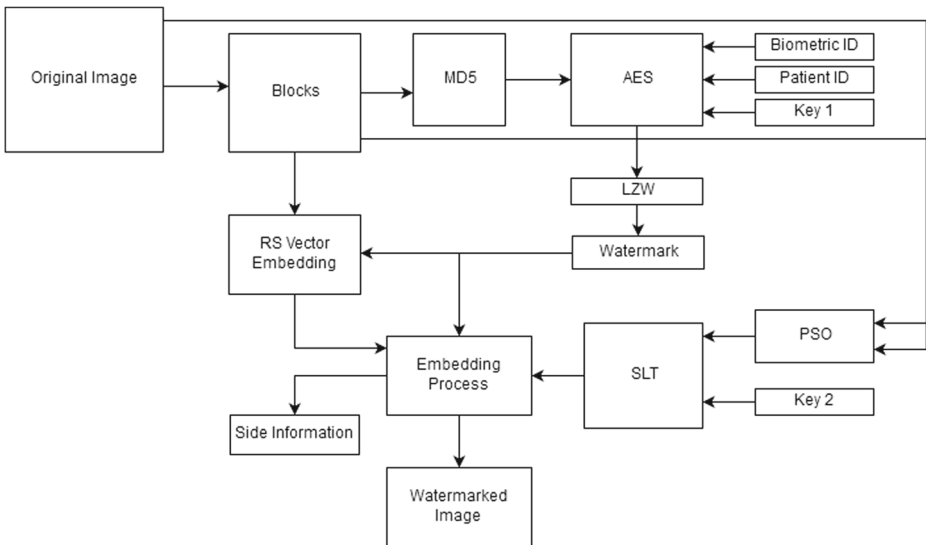 Original Image
Blocks
MD5
AES
Biometric ID
Patient ID
Key 1
LZW
RS Vector
Embedding
Watermark
PSO
Embedding
Process
SLT
Key 2
Side Information
Watermarked
Image